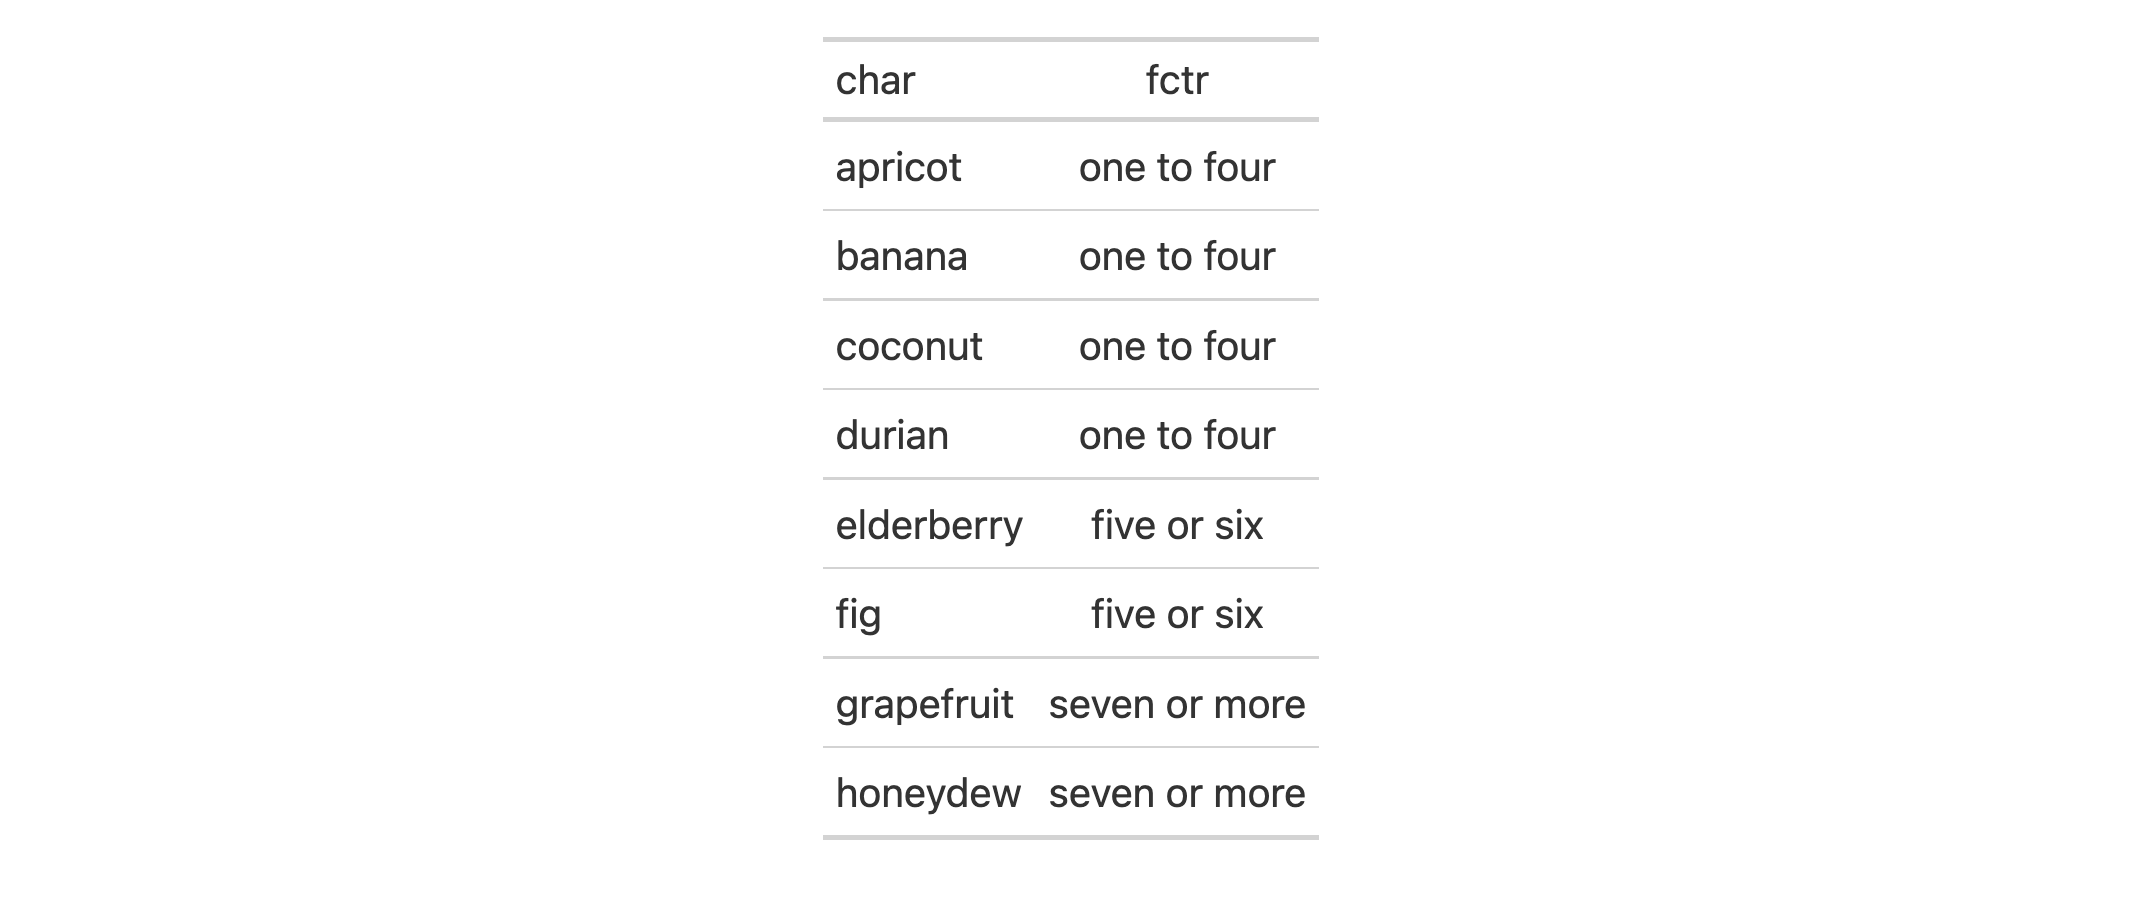 char fctr
apricot one to four
banana one to four
coconut one to four
durian one to four
elderberry five or six
fig five or six
grapefruit seven or more
honeydew seven or more